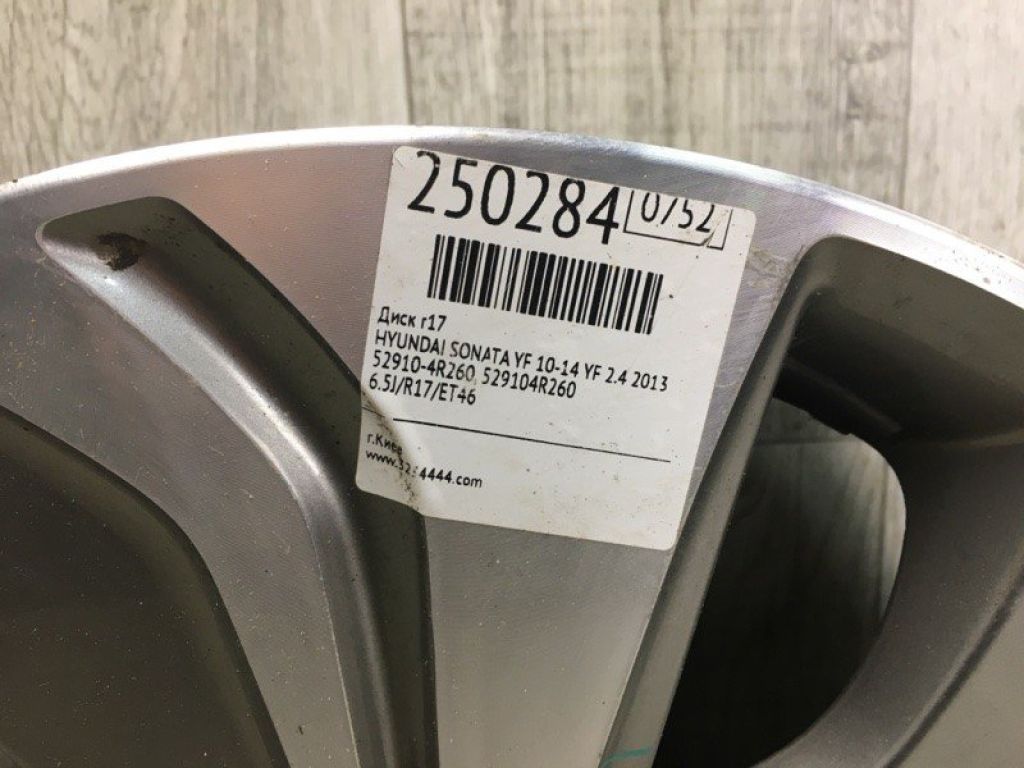 250284 0752
Диск r17
HYUNDAI SONATA YF 10-14 YF 2.4 2013
52910-4R260, 529104R260
6.5J/R17/ET46
г.Киев